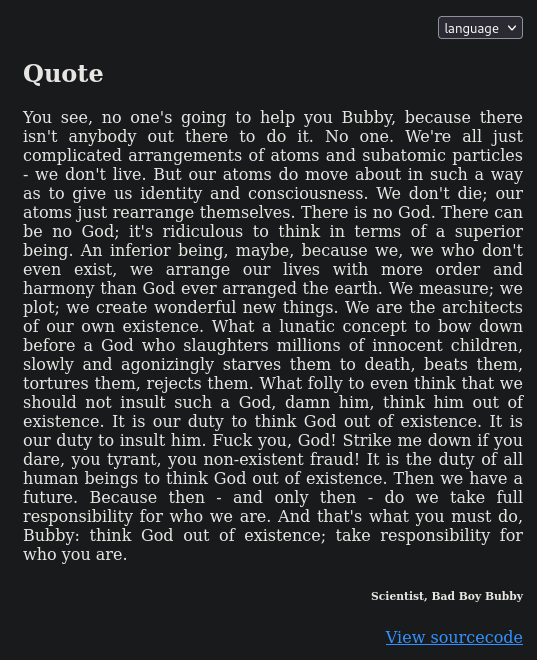 language
Quote
You see, no one's going to help you Bubby, because there
isn't anybody out there to do it. No one. We're all just
complicated arrangements of atoms and subatomic particles
- we don't live. But our atoms do move about in such a way
as to give us identity and consciousness. We don't die; our
atoms just rearrange themselves. There is no God. There can
be no God; it's ridiculous to think in terms of a superior
being. An inferior being, maybe, because we, we who don't
even exist, we arrange our lives with more order and
harmony than God ever arranged the earth. We measure; we
plot; we create wonderful new things. We are the architects
of our own existence. What a lunatic concept to bow down
before a God who slaughters millions of innocent children,
slowly and agonizingly starves them to death, beats them,
tortures them, rejects them. What folly to even think that we
should not insult such a God, damn him, think him out of
existence. It is our duty to think God out of existence. It is
our duty to insult him. Fuck you, God! Strike me down if you
dare, you tyrant, you non-existent fraud! It is the duty of all
human beings to think God out of existence. Then we have a
future. Because then - and only then - do we take full
responsibility for who we are. And that's what you must do,
Bubby: think God out of existence; take responsibility for
who you are.
Scientist, Bad Boy Bubby
View sourcecode